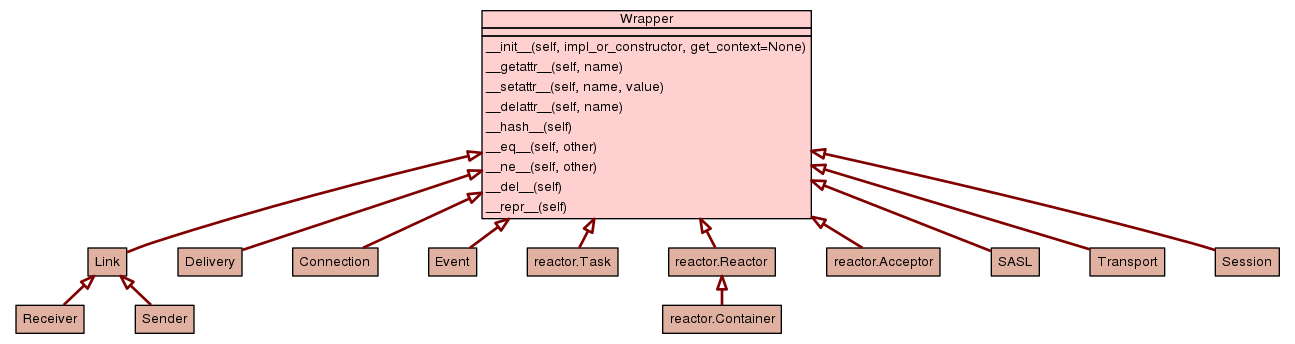 Wrapper
__init__(self, impl_or_constructor, get_context=None)
__getattr__(self, name)
__setattr__(self, name, value)
__delattr__(self, name)
__hash__(self)
__eq__(self, other)
__ne__(self, other)
__del__(self)
__repr__(self)
Link
Delivery
Connection
Event
reactor.Task
reactor.Reactor
reactor.Acceptor
SASL
Transport
Session
Receiver
Sender
reactor.Container